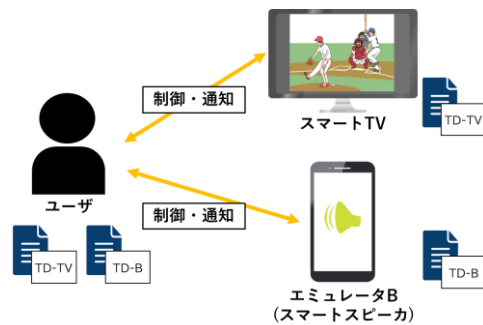 制御・通知
スマートTV
TD-TV
ユーザ
制御・通知
TD-TV
TD-B
TD-B
エミュレータB
(スマートスピーカ)